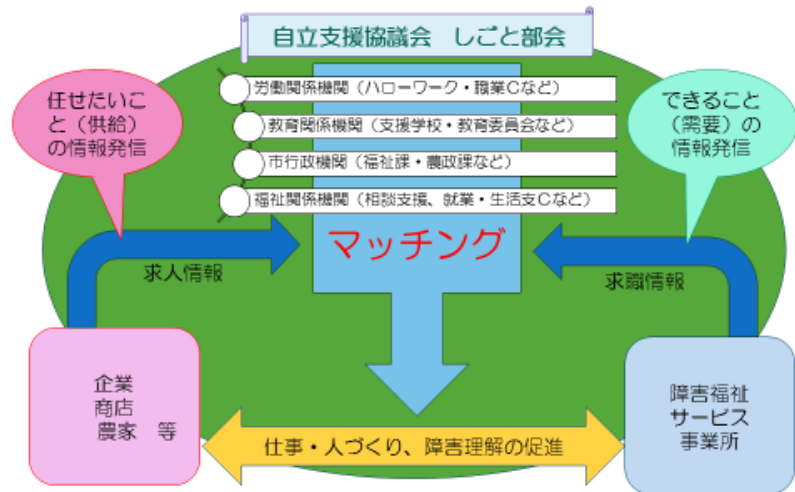 自立支援協議会　しごと部会
任せたいこ
と（供給）
の情報発信
労働関係機関（ハローワーク・職業Cなど）
教育関係機関（支援学校・教育委員会など）
市行政機関（福祉課・農政課など）
福祉関係機関（相談支援、就業・生活支Cなど）
できること
（需要）の
情報発信
マッチング
求人情報
求職情報
企業
商店
農家　等
仕事・人づくり、障害理解の促進
障害福祉
サービス
事業所